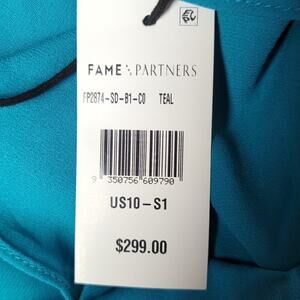 FAME PARTNERS
FP2874-SD-B1-C0 TEAL
9 350756 609790
US10-S1
$299.00